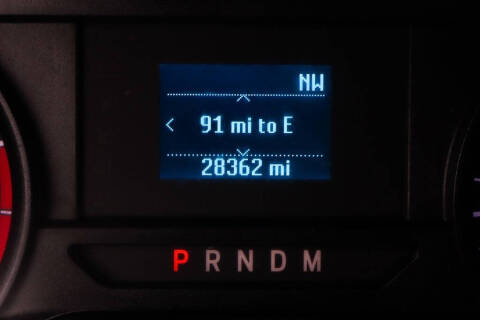 NW
91 mi to E
28362 mi
P R N D M